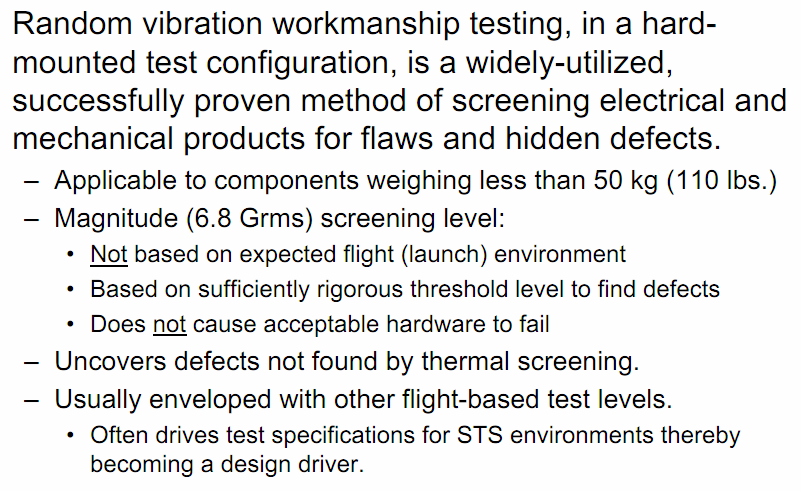 Random vibration workmanship testing, in a hard-
mounted test configuration, is a widely-utilized,
successfully proven method of screening electrical and
mechanical products for flaws and hidden defects.
– Applicable to components weighing less than 50 kg (110 lbs.)
– Magnitude (6.8 Grms) screening level:
• Not based on expected flight (launch) environment
• Based on sufficiently rigorous threshold level to find defects
• Does not cause acceptable hardware to fail
– Uncovers defects not found by thermal screening.
– Usually enveloped with other flight-based test levels.
• Often drives test specifications for STS environments thereby
becoming a design driver.